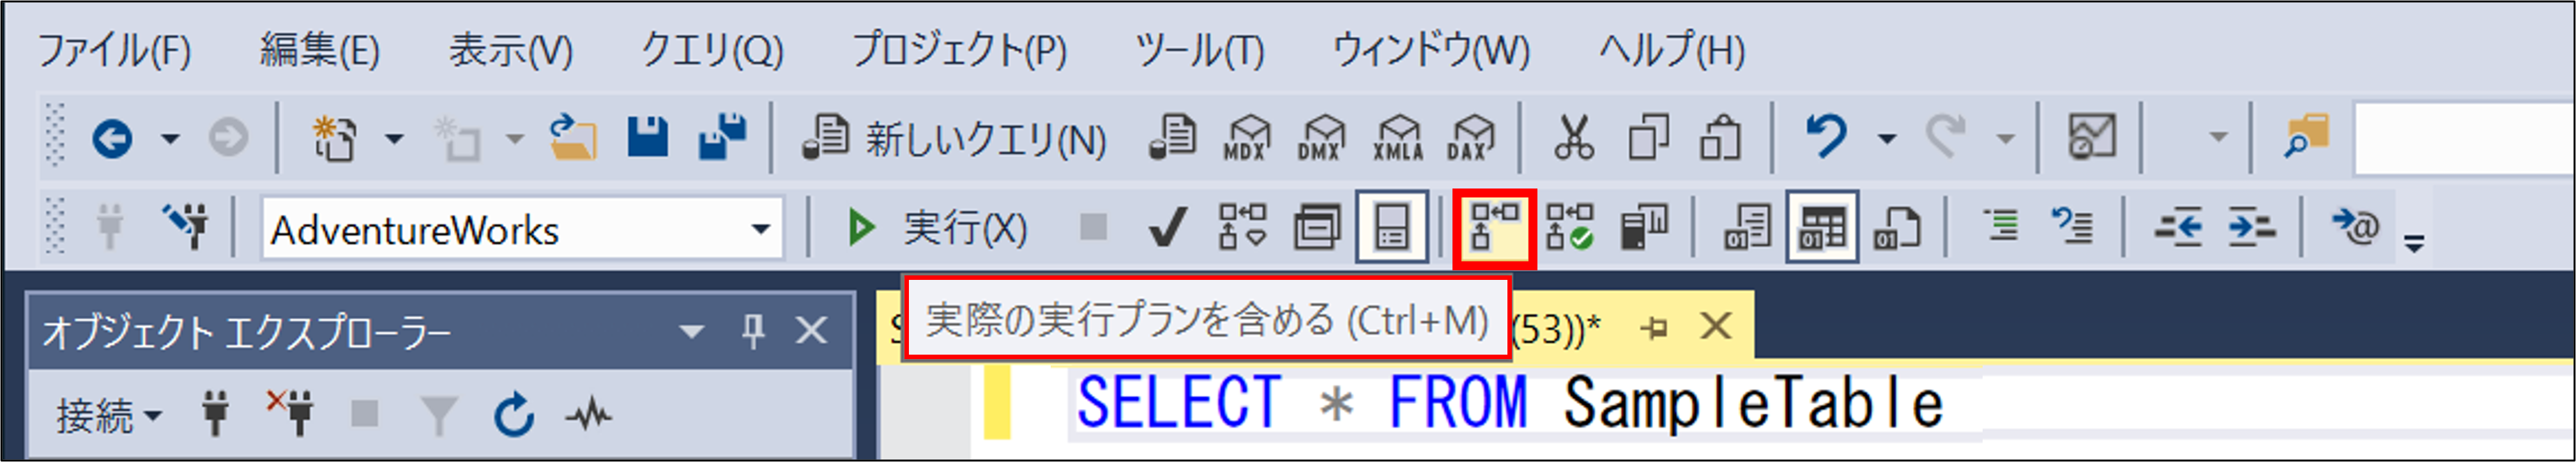 ファイル(F) 編集(E) 表示(V) クエリ(Q) プロジェクト(P) ツール(T) ウィンドウ(W) ヘルプ(H)
新しいクエリ(N) MDX DMX XMLA DAX
AdventureWorks 実行(X) 01 01 01 @
オブジェクト エクスプローラー 実際の実行プランを含める (Ctrl+M) (53))*
接続
SELECT * FROM SampleTable